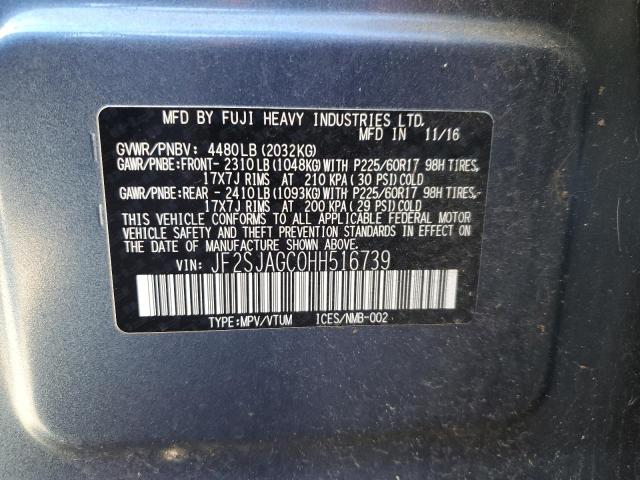 MFD BY FUJI HEAVY INDUSTRIES LTD.
MFD IN 11/16
GVWR/PNBV: 4480LB (2032KG)
GAWR/PNBE:FRONT- 2310LB (1048KG)WITH P225/60R17 98H TIRES,
17X7J RIMS AT 210 KPA( 30 PSI)COLD
GAWR/PNBE:REAR - 2410LB (1093KG)WITH P225/60R17 98H TIRES,
17X7J RIMS AT 200 KPA( 29 PSI)COLD
THIS VEHICLE CONFORMS TO ALL APPLICABLE FEDERAL MOTOR
VEHICLE SAFETY AND THEFT PREVENTION STANDARDS IN EFFECT
ON THE DATE OF MANUFACTURE SHOWN ABOVE.
VIN: JF2SJAGC0HH516739
TYPE:MPV/VTUM ICES/NMB-002